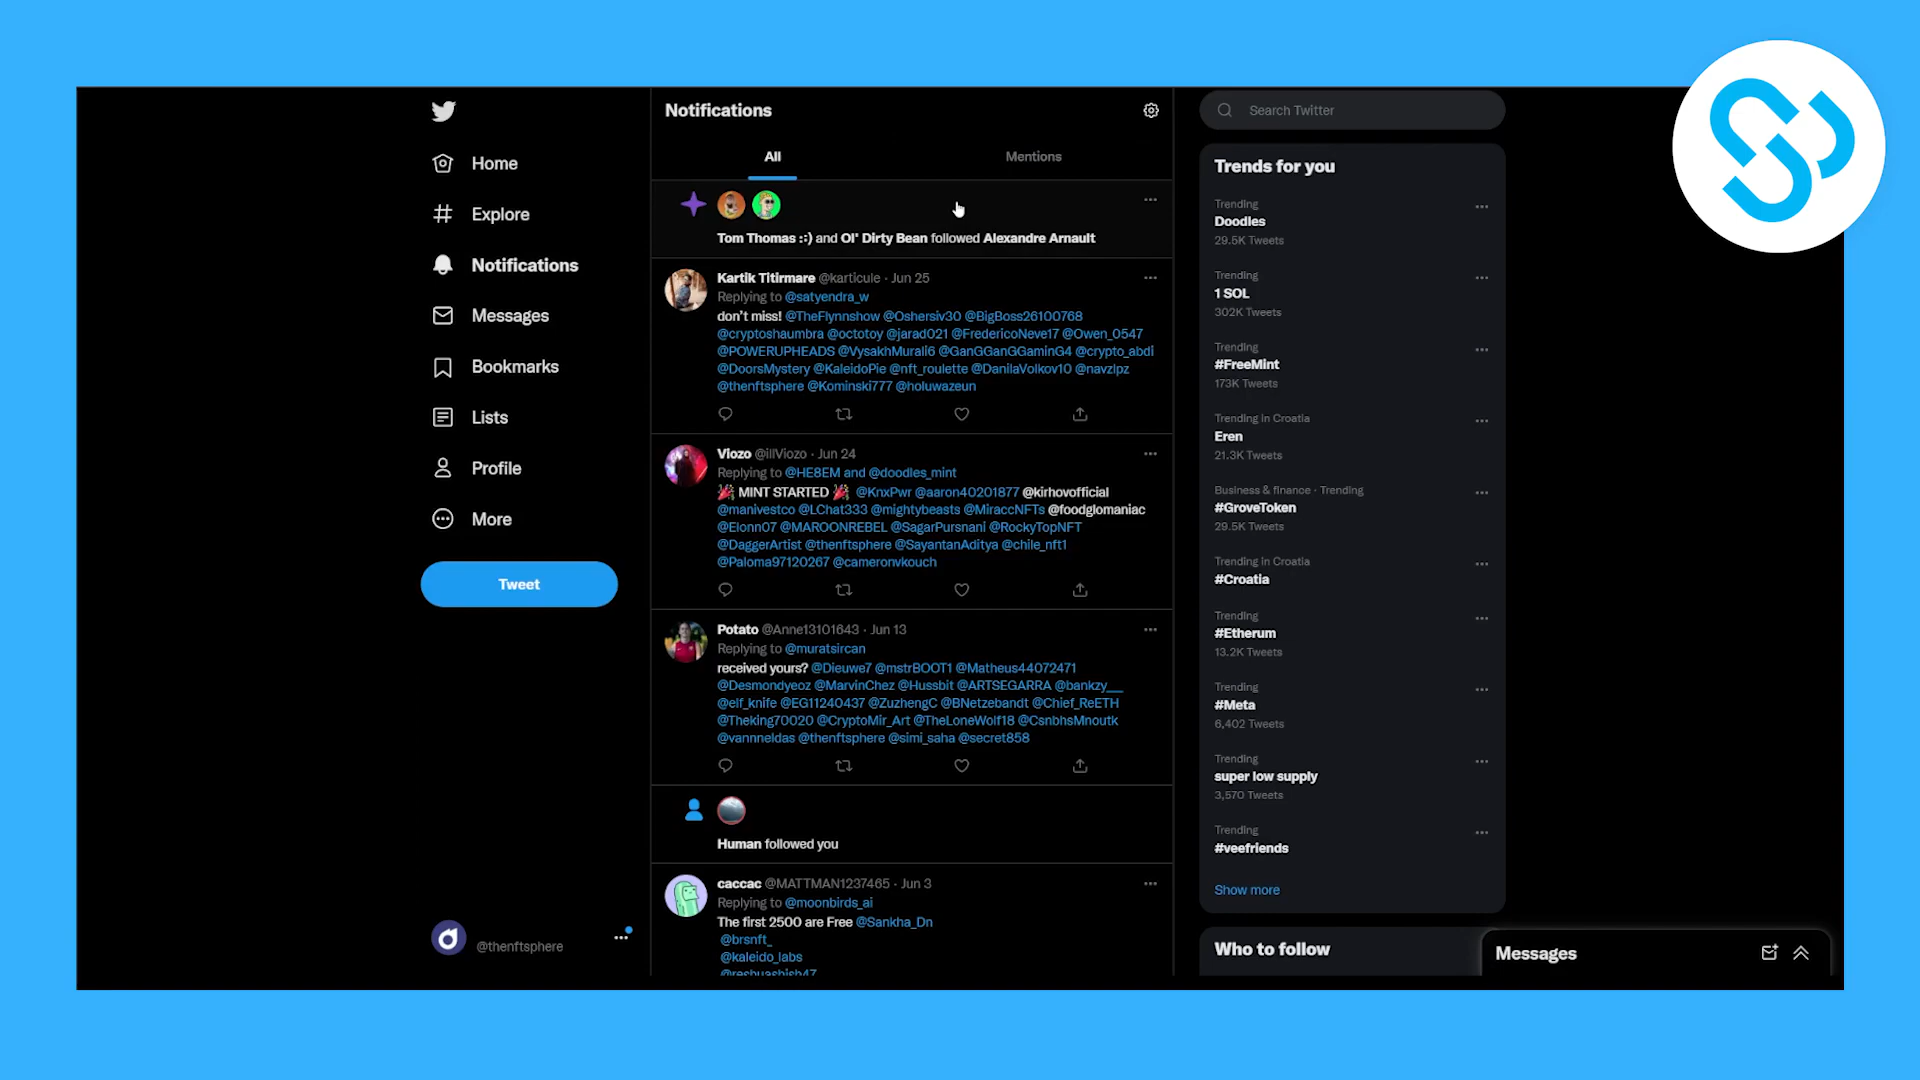 Home
Explore
Notifications
Messages
Bookmarks
Lists
Profile
More
Tweet
@thenftsphere
Notifications
All
Mentions
Tom Thomas ::) and Ol' Dirty Bean followed Alexandre Arnault
Kartik Titirmare @karticule · Jun 25
Replying to @satyendra_w
don't miss! @TheFlynnshow @Oshersiv30 @BigBoss26100768
@cryptoshaumbra @octotoy @jarad021 @FredericoNeve17 @Owen_0547
@POWERUPHEADS @VysakhMurali6 @GanGGanGGaminG4 @crypto_abdi
@DoorsMystery @KaleidoPie @nft_roulette @DanilaVolkov10 @navzlpz
@thenftsphere @Kominski777 @holuwazeun
Viozo @illViozo · Jun 24
Replying to @HE8EM and @doodles_mint
🎉 MINT STARTED 🎉 @KnxPwr @aaron40201877 @kirhovofficial
@manivestco @LChat333 @mightybeasts @MiraccNFTs @foodglomaniac
@Elonn07 @MAROONREBEL @SagarPursnani @RockyTopNFT
@DaggerArtist @thenftsphere @SayantanAditya @chile_nft1
@Paloma97120267 @cameronvkouch
Potato @Anne13101643 · Jun 13
Replying to @muratsircan
received yours? @Dieuwe7 @mstrBOOT1 @Matheus44072471
@Desmondyeoz @MarvinChez @Hussbit @ARTSEGARRA @bankzy__
@elf_knife @EG11240437 @ZuzhengC @BNetzebandt @Chief_ReETH
@Theking70020 @CryptoMir_Art @TheLoneWolf18 @CsnbhsMnoutk
@vannneldas @thenftsphere @simi_saha @secret858
Human followed you
caccac @MATTMAN1237465 · Jun 3
Replying to @moonbirds_ai
The first 2500 are Free @Sankha_Dn
@brsnft_
@kaleido_labs
@reshuashish47
Search Twitter
Trends for you
Trending
Doodles
29.5K Tweets
Trending
1 SOL
302K Tweets
Trending
#FreeMint
173K Tweets
Trending in Croatia
Eren
21.3K Tweets
Business & finance · Trending
#GroveToken
29.5K Tweets
Trending in Croatia
#Croatia
Trending
#Etherum
13.2K Tweets
Trending
#Meta
6,402 Tweets
Trending
super low supply
3,570 Tweets
Trending
#veefriends
Show more
Who to follow
Messages